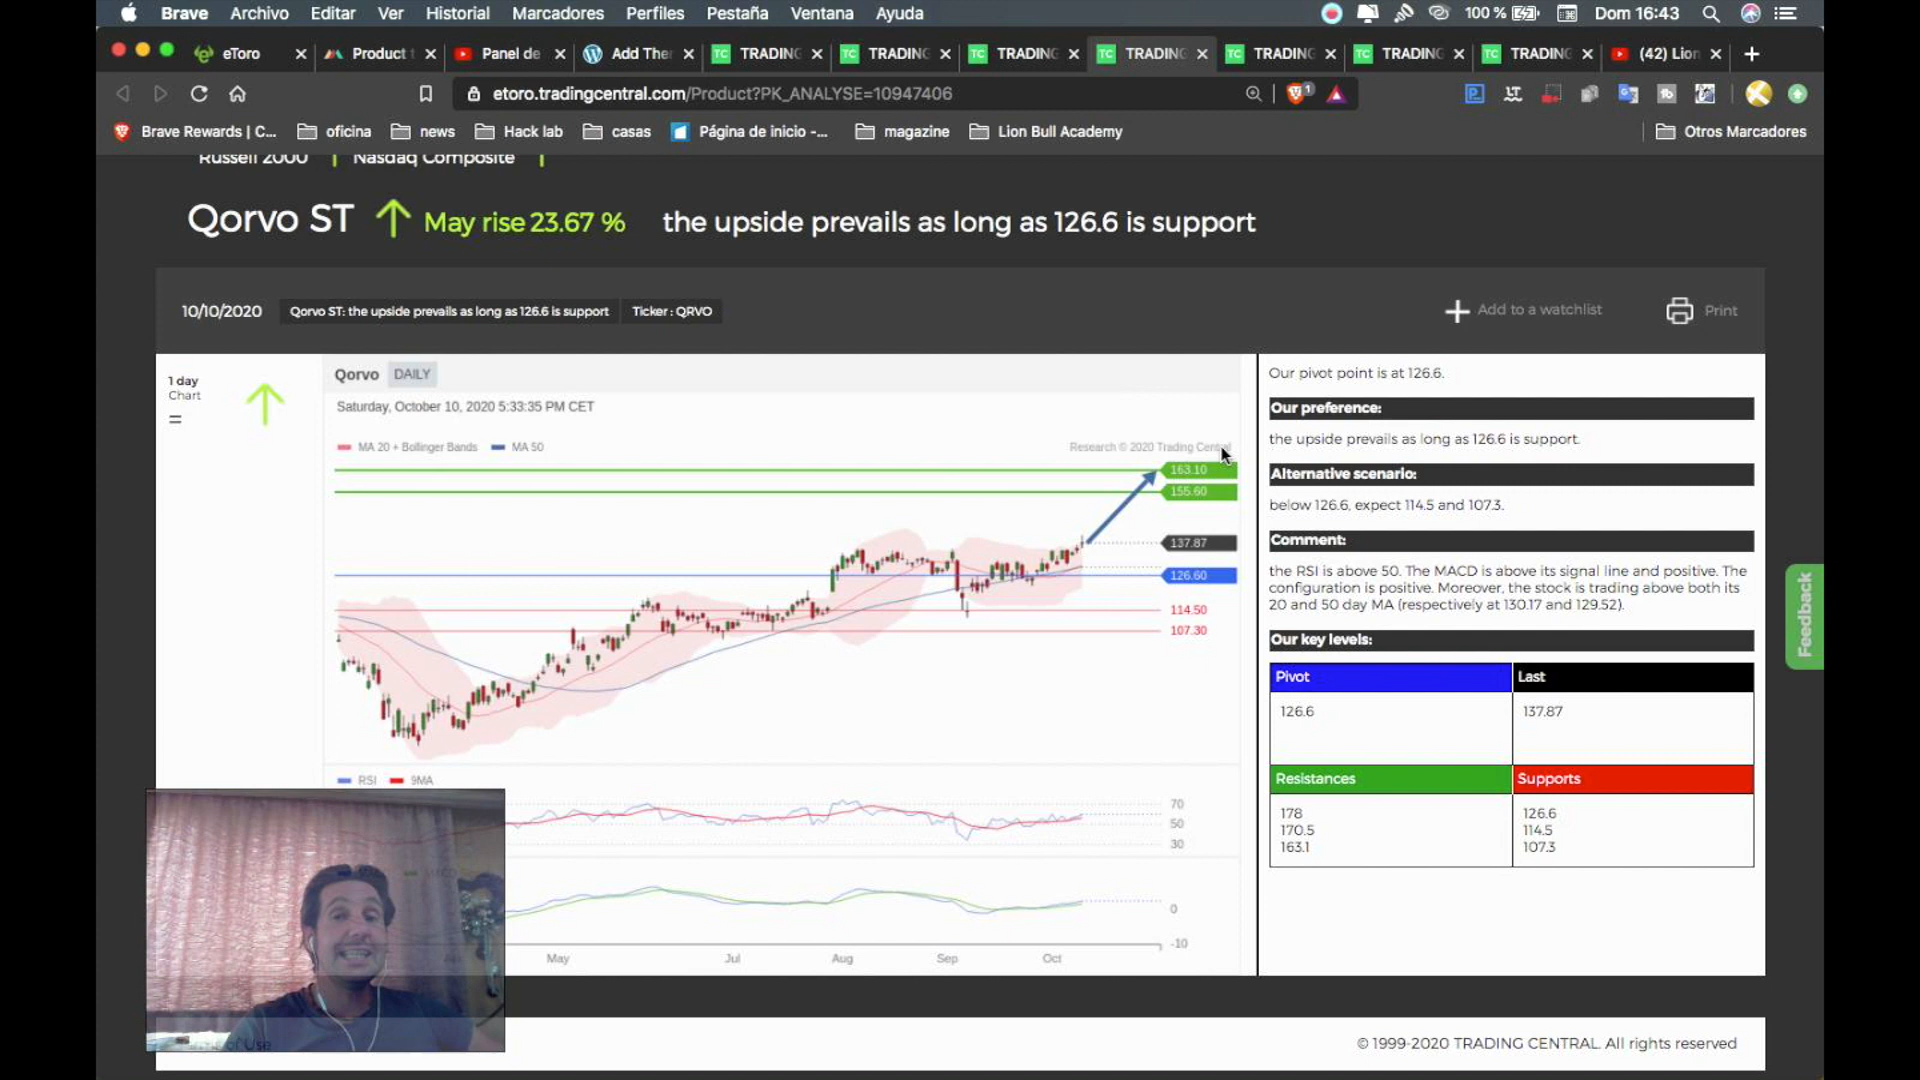 Brave Archivo Editar Ver Historial Marcadores Perfiles Pestaña Ventana Ayuda 100 % Dom 16:43
eToro Product Panel de Add The TRADING TRADING TRADING TRADING TRADING TRADING TRADING (42) Lion
etoro.tradingcentral.com/Product?PK_ANALYSE=10947406
Brave Rewards | C... oficina news Hack lab casas Página de inicio -... magazine Lion Bull Academy Otros Marcadores
Russell 2000 Nasdaq Composite
Qorvo ST May rise 23.67 % the upside prevails as long as 126.6 is support
10/10/2020 Qorvo ST: the upside prevails as long as 126.6 is support Ticker : QRVO Add to a watchlist Print
1 day
Chart
Qorvo DAILY
Saturday, October 10, 2020 5:33:35 PM CET
MA 20 + Bollinger Bands MA 50
Research © 2020 Trading Central
163.10
155.60
137.87
126.60
114.50
107.30
RSI 9MA
70
50
30
0
-10
May Jul Aug Sep Oct
Our pivot point is at 126.6.
Our preference:
the upside prevails as long as 126.6 is support.
Alternative scenario:
below 126.6, expect 114.5 and 107.3.
Comment:
the RSI is above 50. The MACD is above its signal line and positive. The
configuration is positive. Moreover, the stock is trading above both its
20 and 50 day MA (respectively at 130.17 and 129.52).
Our key levels:
Pivot Last
126.6 137.87
Resistances Supports
178 126.6
170.5 114.5
163.1 107.3
Feedback
of Use
© 1999-2020 TRADING CENTRAL. All rights reserved